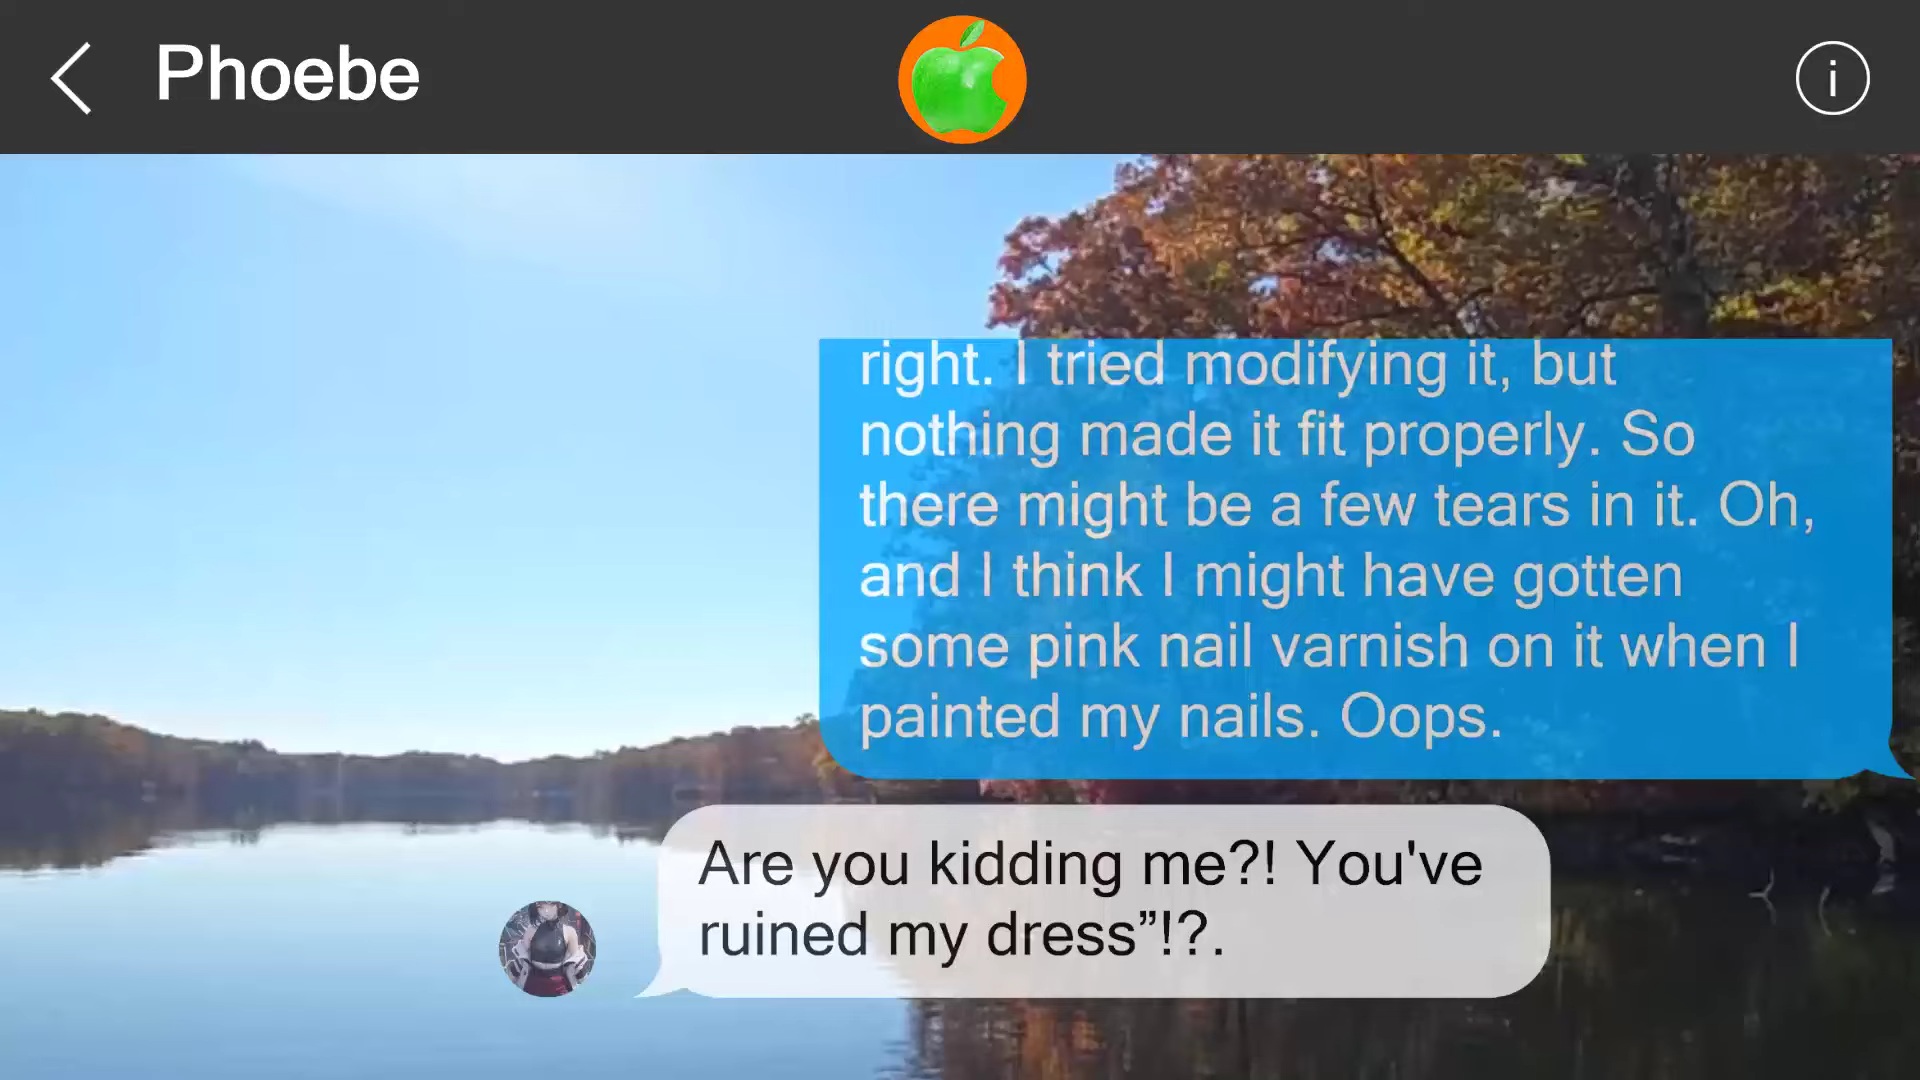 Phoebe
i
right. I tried modifying it, but
nothing made it fit properly. So
there might be a few tears in it. Oh,
and I think I might have gotten
some pink nail varnish on it when I
painted my nails. Oops.
Are you kidding me?! You've
ruined my dress”!?.